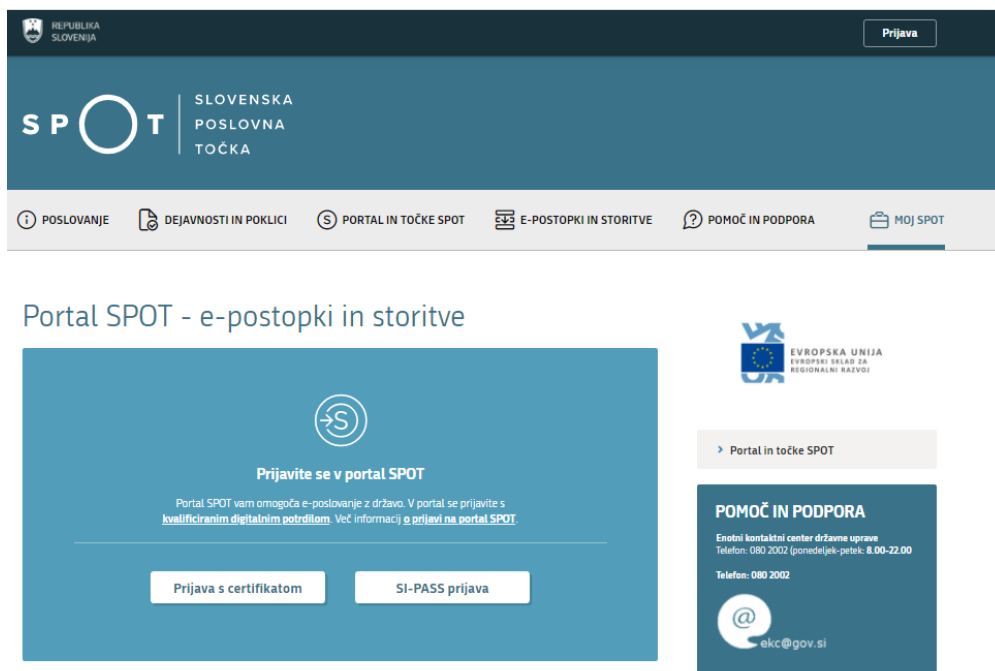 REPUBLIKA
SLOVENIJA
Prijava
SPOT
SLOVENSKA
POSLOVNA
TOČKA
POSLOVANJE
DEJAVNOSTI IN POKLICI
PORTAL IN TOČKE SPOT
E-POSTOPKI IN STORITVE
POMOČ IN PODPORA
MOJ SPOT
Portal SPOT - e-postopki in storitve
Prijavite se v portal SPOT
Portal SPOT vam omogoča e-poslovanje z državo. V portal se prijavite s
kvalificiranim digitalnim potrdilom. Več informacij o prijavi na portal SPOT.
Prijava s certifikatom
SI-PASS prijava
EVROPSKA UNIJA
EVROPSKI SKLAD ZA
REGIONALNI RAZVOJ
Portal in točke SPOT
POMOČ IN PODPORA
Enotni kontaktni center državne uprave
Telefon: 080 2002 (ponedeljek-petek: 8.00-22.00
Telefon: 080 2002
@
ekc@gov.si